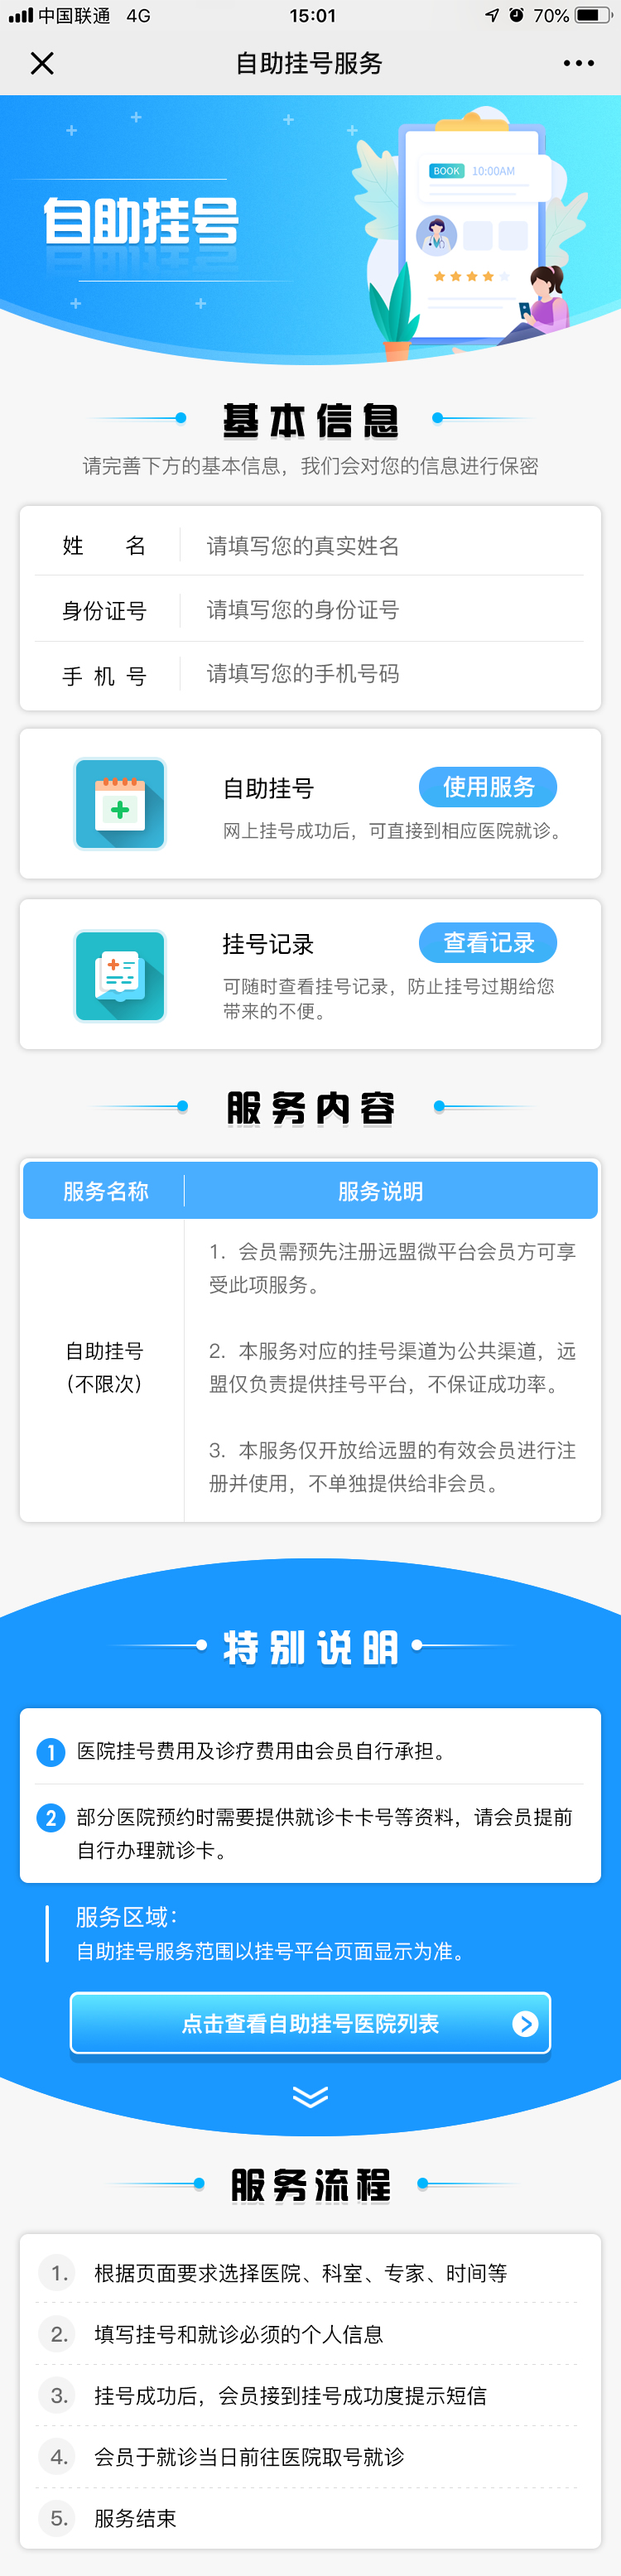 中国联通 4G 15:01 70%
自助挂号服务
BOOK 10:00AM
自助挂号
基本信息
请完善下方的基本信息，我们会对您的信息进行保密
姓 名 请填写您的真实姓名
身份证号 请填写您的身份证号
手 机 号 请填写您的手机号码
自助挂号 使用服务
网上挂号成功后，可直接到相应医院就诊。
挂号记录 查看记录
可随时查看挂号记录，防止挂号过期给您
带来的不便。
服务内容
服务名称 服务说明
自助挂号
(不限次)
1. 会员需预先注册远盟微平台会员方可享
受此项服务。
2. 本服务对应的挂号渠道为公共渠道，远
盟仅负责提供挂号平台，不保证成功率。
3. 本服务仅开放给远盟的有效会员进行注
册并使用，不单独提供给非会员。
特别说明
1 医院挂号费用及诊疗费用由会员自行承担。
2 部分医院预约时需要提供就诊卡卡号等资料，请会员提前
自行办理就诊卡。
服务区域：
自助挂号服务范围以挂号平台页面显示为准。
点击查看自助挂号医院列表
服务流程
1. 根据页面要求选择医院、科室、专家、时间等
2. 填写挂号和就诊必须的个人信息
3. 挂号成功后，会员接到挂号成功度提示短信
4. 会员于就诊当日前往医院取号就诊
5. 服务结束